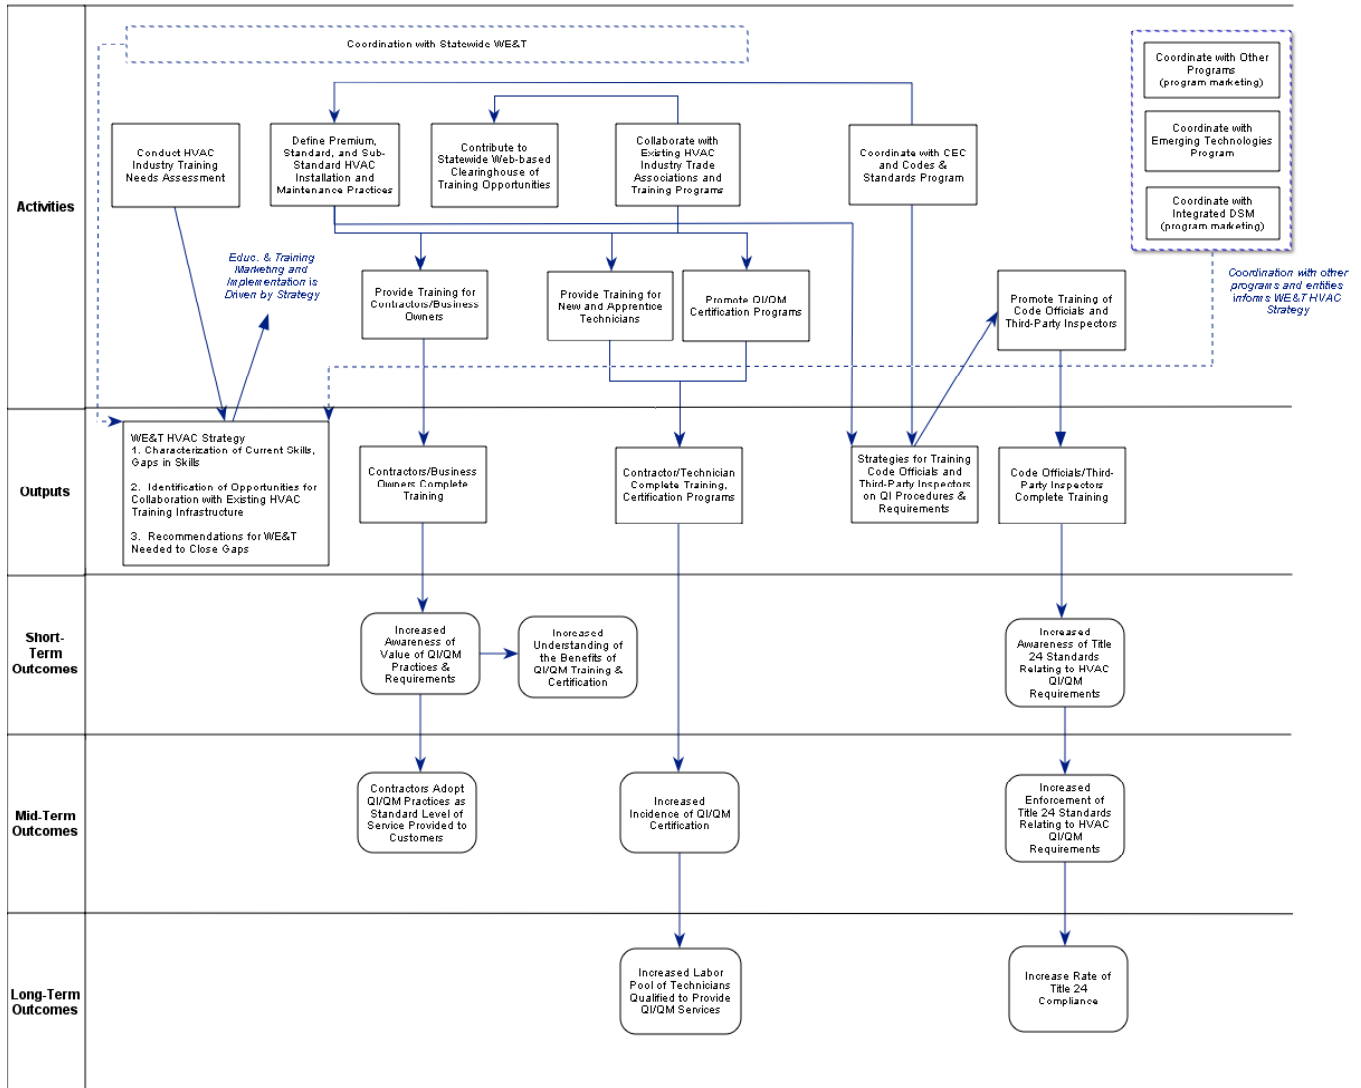 Coordination with Statewide WE&T
Coordinate with Other
Programs
(program marketing)
Coordinate with
Emerging Technologies
Program
Coordinate with
Integrated DSM
(program marketing)
Activities
Conduct HVAC
Industry Training
Needs Assessment
Define Premium,
Standard, and Sub-
Standard HVAC
Installation and
Maintenance Practices
Contribute to
Statewide Web-based
Clearinghouse of
Training Opportunities
Collaborate with
Existing HVAC
Industry Trade
Associations and
Training Programs
Coordinate with CEC
and Codes &
Standards Program
Educ. & Training
Marketing and
Implementation is
Driven by Strategy
Provide Training for
Contractors/Business
Owners
Provide Training for
New and Apprentice
Technicians
Promote QI/QM
Certification Programs
Promote Training of
Code Officials and
Third-Party Inspectors
Coordination with other
programs and entities
informs WE&T HVAC
Strategy
Outputs
WE&T HVAC Strategy
1. Characterization of Current Skills,
Gaps in Skills
2. Identification of Opportunities for
Collaboration with Existing HVAC
Training Infrastructure
3. Recommendations for WE&T
Needed to Close Gaps
Contractors/Business
Owners Complete
Training
Contractor/Technician
Complete Training,
Certification Programs
Strategies for Training
Code Officials and
Third-Party Inspectors
on QI Procedures &
Requirements
Code Officials/Third-
Party Inspectors
Complete Training
Short-
Term
Outcomes
Increased
Awareness of
Value of QI/QM
Practices &
Requirements
Increased
Understanding of
the Benefits of
QI/QM Training &
Certification
Increased
Awareness of Title
24 Standards
Relating to HVAC
QI/QM
Requirements
Mid-Term
Outcomes
Contractors Adopt
QI/QM Practices as
Standard Level of
Service Provided to
Customers
Increased
Incidence of QI/QM
Certification
Increased
Enforcement of
Title 24 Standards
Relating to HVAC
QI/QM
Requirements
Long-Term
Outcomes
Increased Labor
Pool of Technicians
Qualified to Provide
QI/QM Services
Increase Rate of
Title 24
Compliance